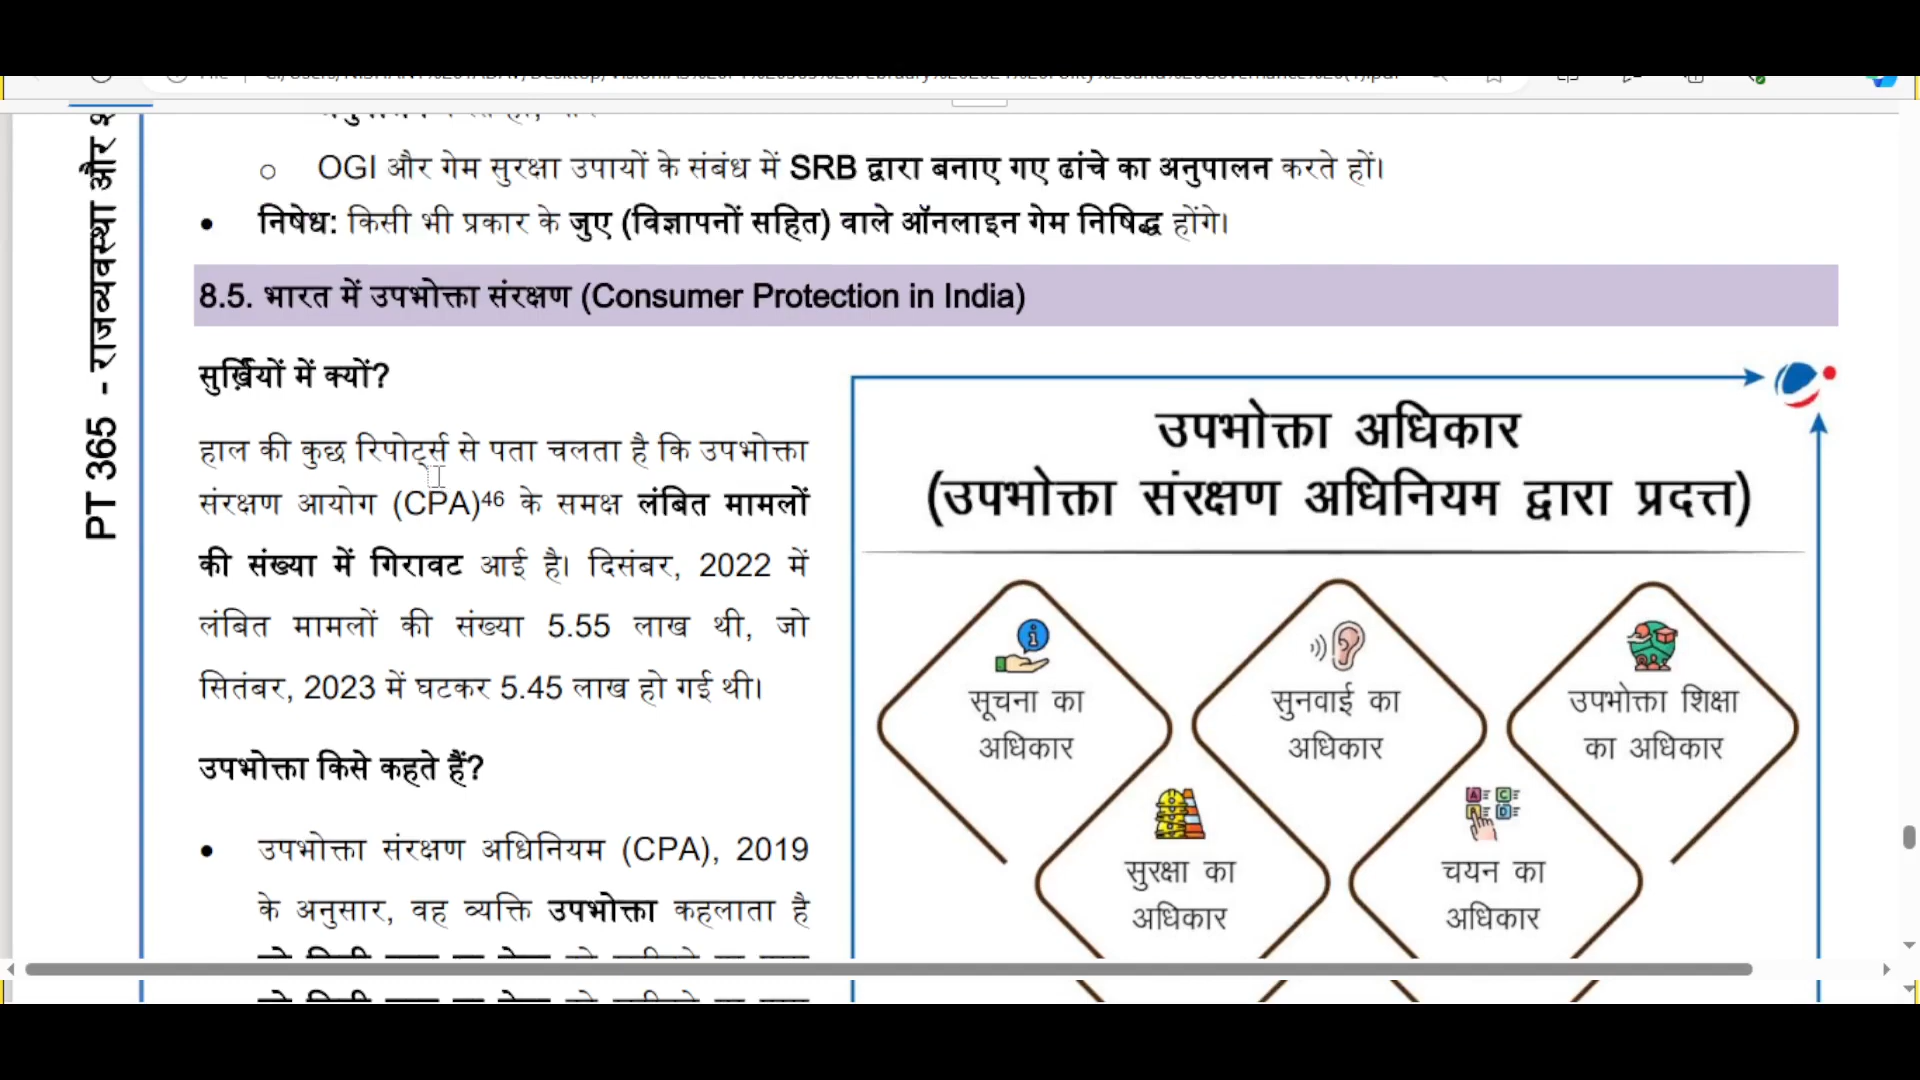 OGI और गेम सुरक्षा उपायों के संबंध में SRB द्वारा बनाए गए ढांचे का अनुपालन करते हों।
• निषेध: किसी भी प्रकार के जुए (विज्ञापनों सहित) वाले ऑनलाइन गेम निषिद्ध होंगे।
8.5. भारत में उपभोक्ता संरक्षण (Consumer Protection in India)
सुर्ख़ियों में क्यों?
हाल की कुछ रिपोर्ट्स से पता चलता है कि उपभोक्ता
संरक्षण आयोग (CPA)46 के समक्ष लंबित मामलों
की संख्या में गिरावट आई है। दिसंबर, 2022 में
लंबित मामलों की संख्या 5.55 लाख थी, जो
सितंबर, 2023 में घटकर 5.45 लाख हो गई थी।
उपभोक्ता किसे कहते हैं?
• उपभोक्ता संरक्षण अधिनियम (CPA), 2019
के अनुसार, वह व्यक्ति उपभोक्ता कहलाता है
उपभोक्ता अधिकार
(उपभोक्ता संरक्षण अधिनियम द्वारा प्रदत्त)
सूचना का
अधिकार
सुनवाई का
अधिकार
उपभोक्ता शिक्षा
का अधिकार
सुरक्षा का
अधिकार
चयन का
अधिकार
PT 365 - राजव्यवस्था और